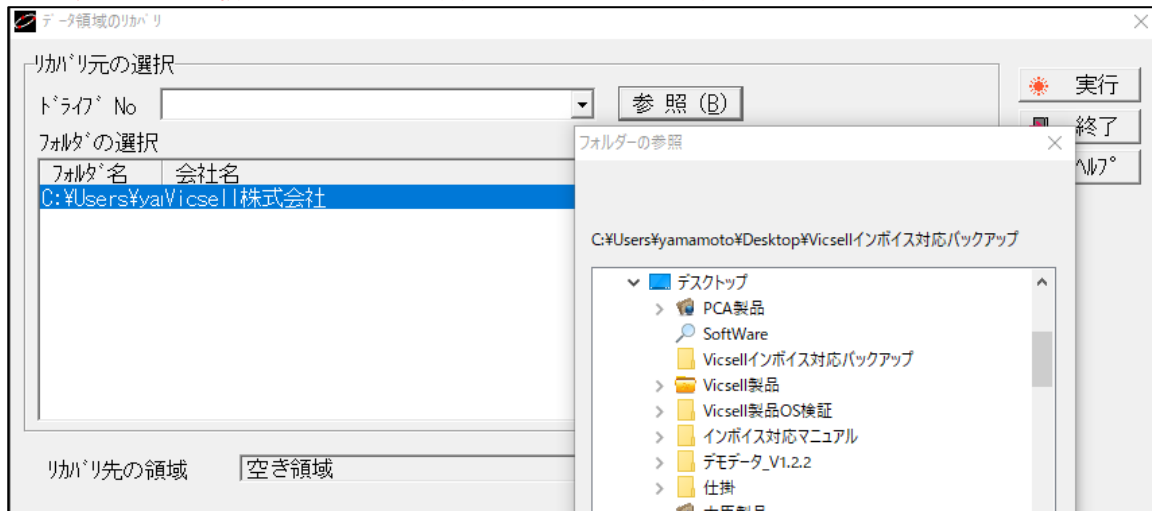 ﾃﾞｰﾀ領域のﾘｶﾊﾞﾘ
ﾘｶﾊﾞﾘ元の選択
ﾄﾞﾗｲﾌﾞ No
参 照 (B)
実行
終了
ﾍﾙﾌﾟ
ﾌｫﾙﾀﾞの選択
ﾌｫﾙﾀﾞ名 会社名
C:¥Users¥yaｍVicsell株式会社
フォルダーの参照
C:¥Users¥yamamoto¥Desktop¥Vicsellインボイス対応バックアップ
デスクトップ
PCA製品
SoftWare
Vicsellインボイス対応バックアップ
Vicsell製品
Vicsell製品OS検証
インボイス対応マニュアル
デモデータ_V1.2.2
仕掛
ﾘｶﾊﾞﾘ先の領域 空き領域